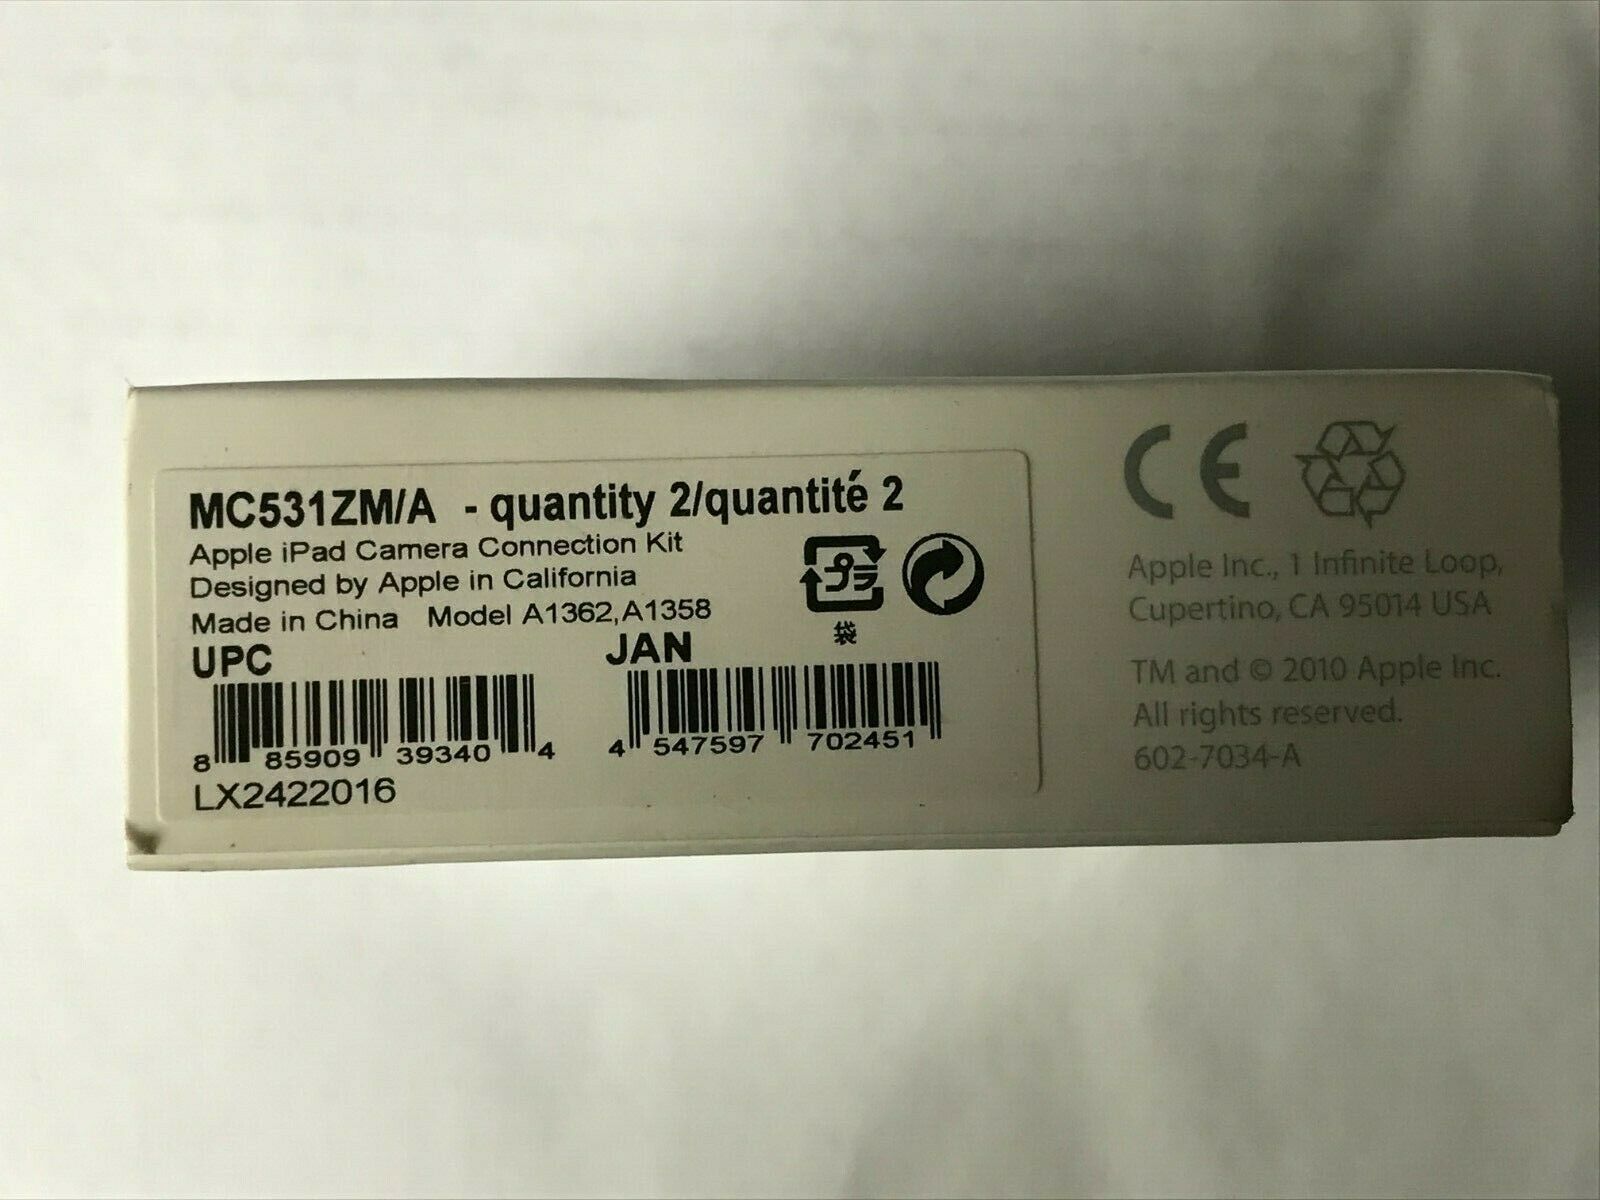 MC531ZM/A - quantity 2/quantité 2
Apple iPad Camera Connection Kit
Designed by Apple in California
Made in China Model A1362,A1358
プラ
袋
UPC
8 85909 39340 4
JAN
4 547597 702451
LX2422016
CE
Apple Inc., 1 Infinite Loop,
Cupertino, CA 95014 USA
TM and © 2010 Apple Inc.
All rights reserved.
602-7034-A